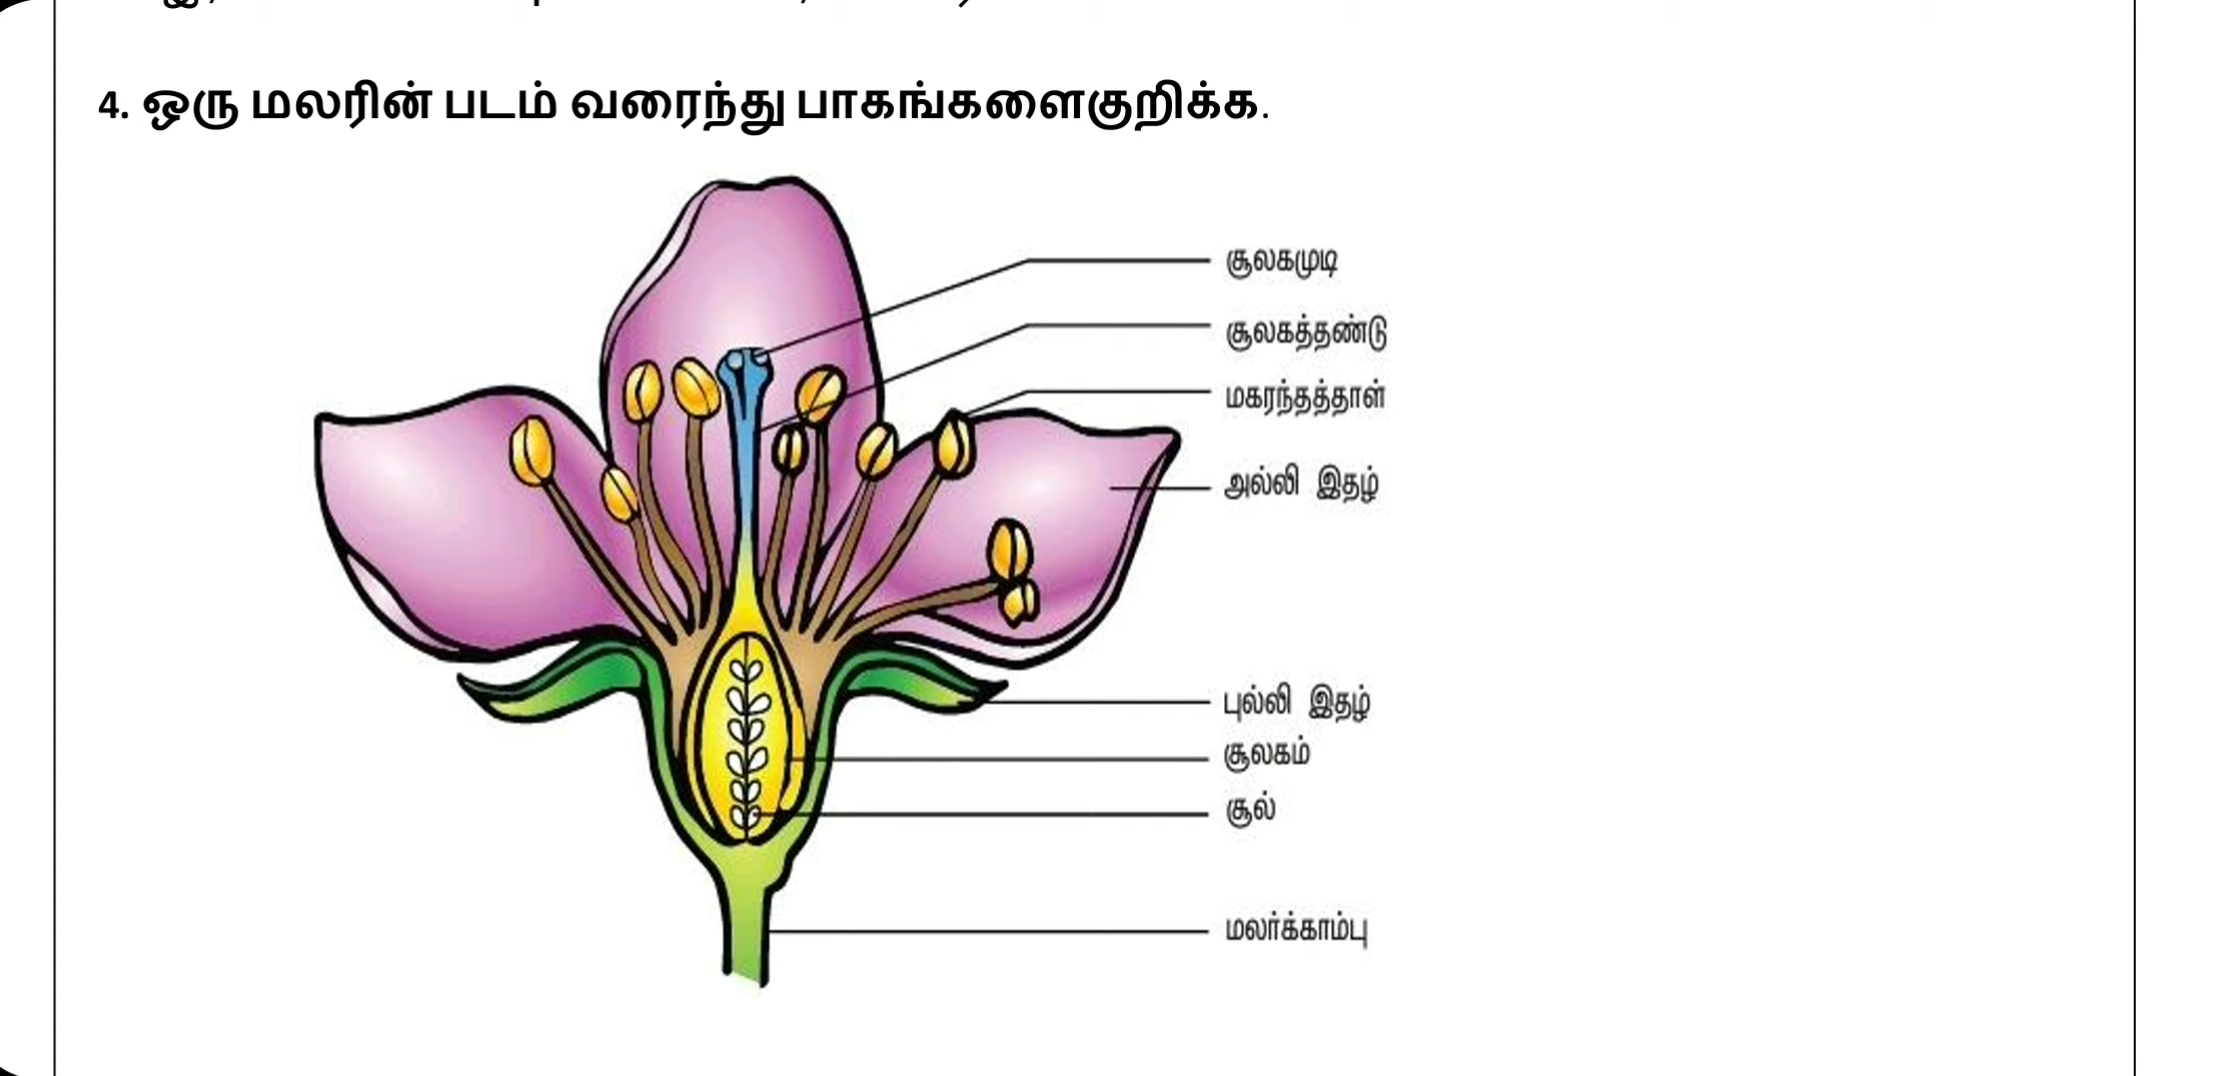 4. ஒரு மலரின் படம் வரைந்து பாகங்களைகுறிக்க.
சூலகமுடி
சூலகத்தண்டு
மகரந்தத்தாள்
அல்லி இதழ்
புல்லி இதழ்
சூலகம்
சூல்
மலர்க்காம்பு